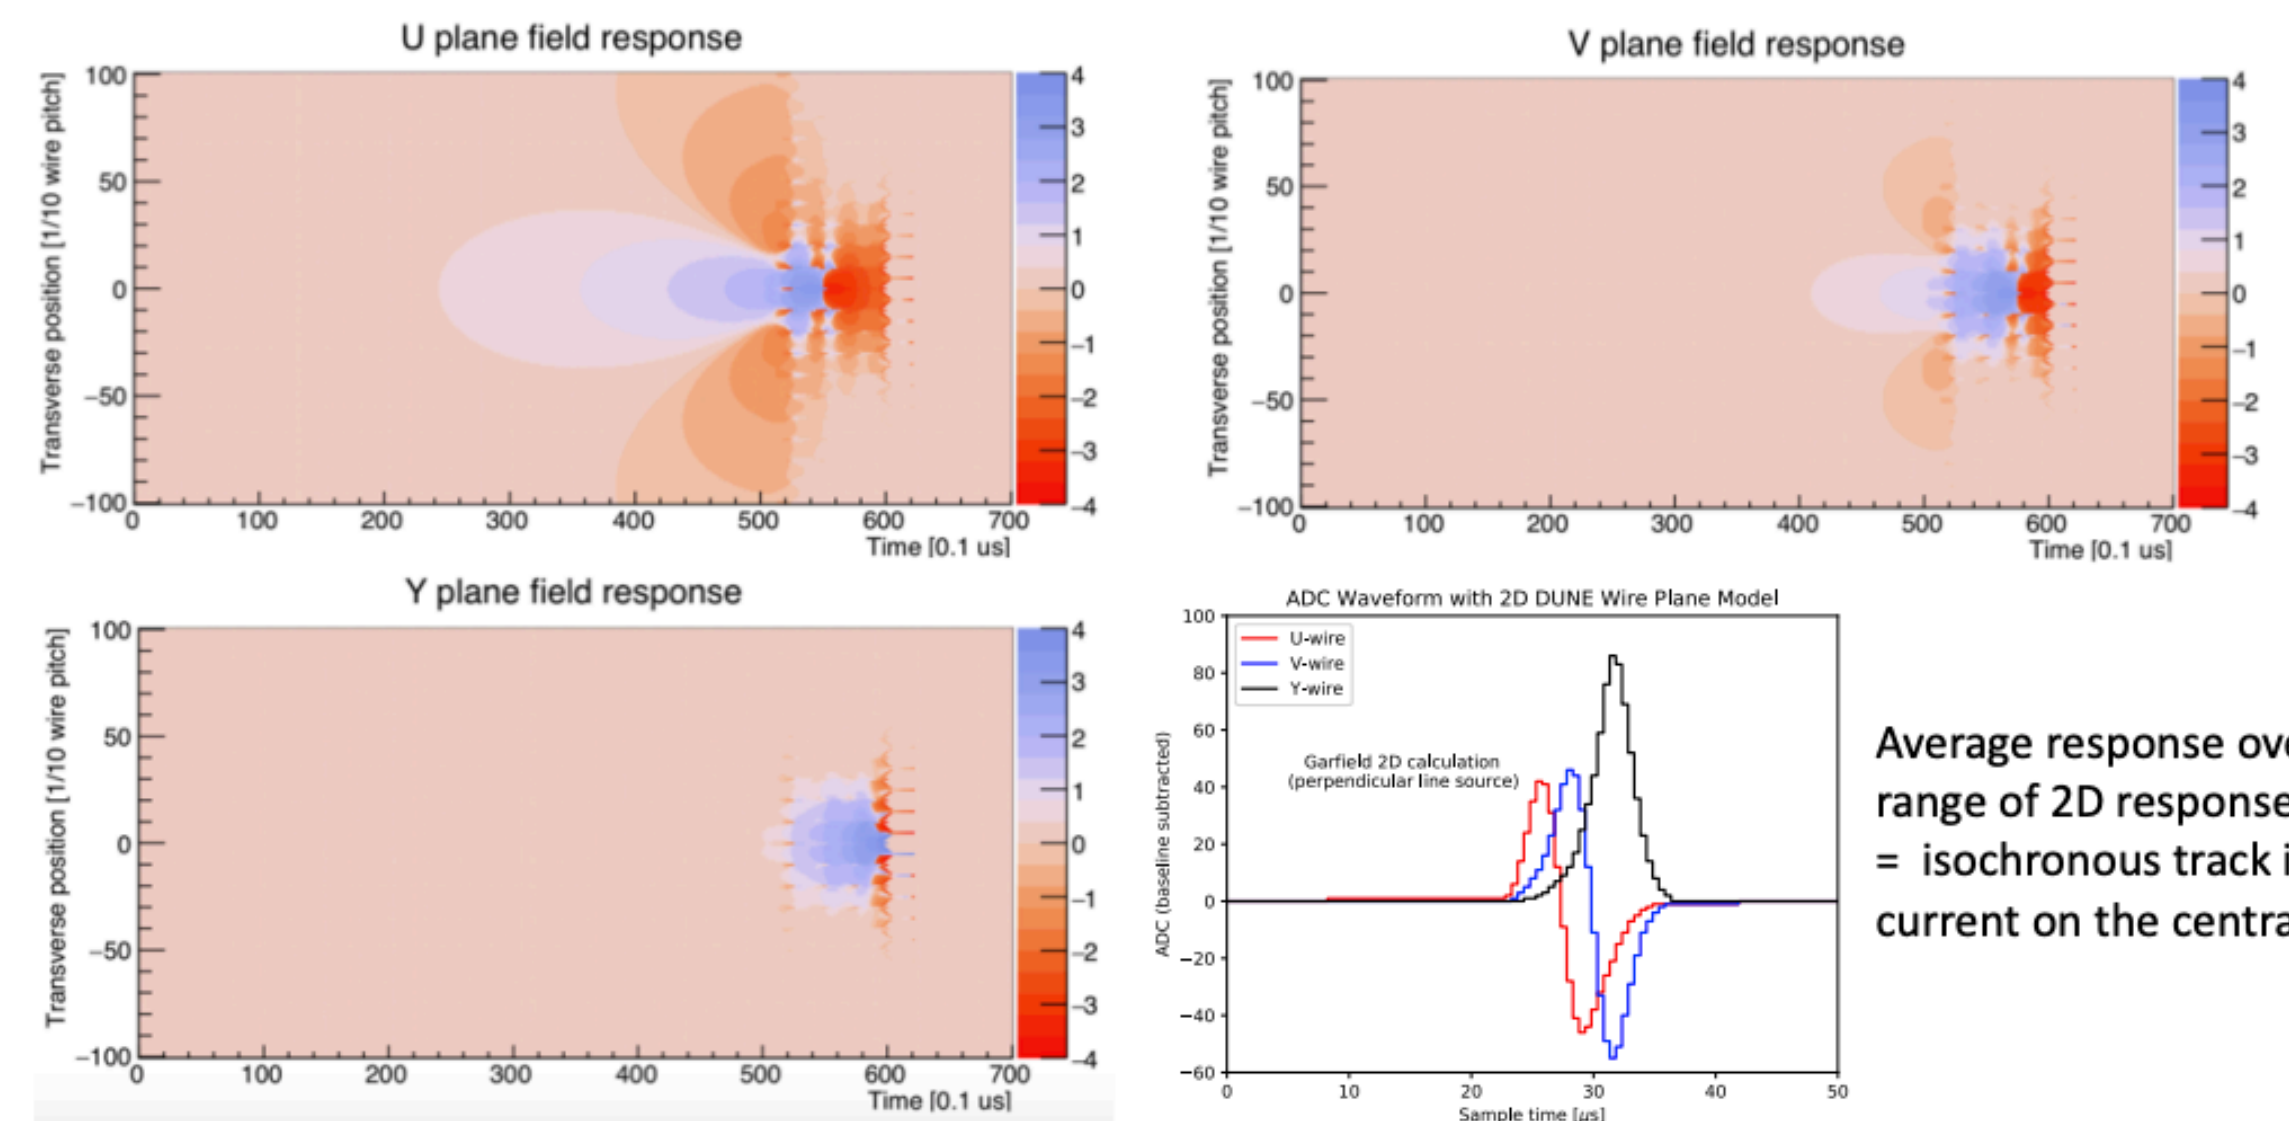 U plane field response
Transverse position [1/10 wire pitch]
100
50
0
−50
−100
0 100 200 300 400 500 600 700
Time [0.1 us]
4
3
2
1
0
−1
−2
−3
−4
V plane field response
Transverse position [1/10 wire pitch]
100
50
0
−50
−100
0 100 200 300 400 500 600 700
Time [0.1 us]
4
3
2
1
0
−1
−2
−3
−4
Y plane field response
Transverse position [1/10 wire pitch]
100
50
0
−50
−100
0 100 200 300 400 500 600 700
Time [0.1 us]
4
3
2
1
0
−1
−2
−3
−4
ADC Waveform with 2D DUNE Wire Plane Model
ADC (baseline subtracted)
100
80
60
40
20
0
−20
−40
−60
U-wire
V-wire
Y-wire
Garfield 2D calculation
(perpendicular line source)
0 10 20 30 40 50
Sample time [μs]
Average response ov
range of 2D response
= isochronous track i
current on the centra